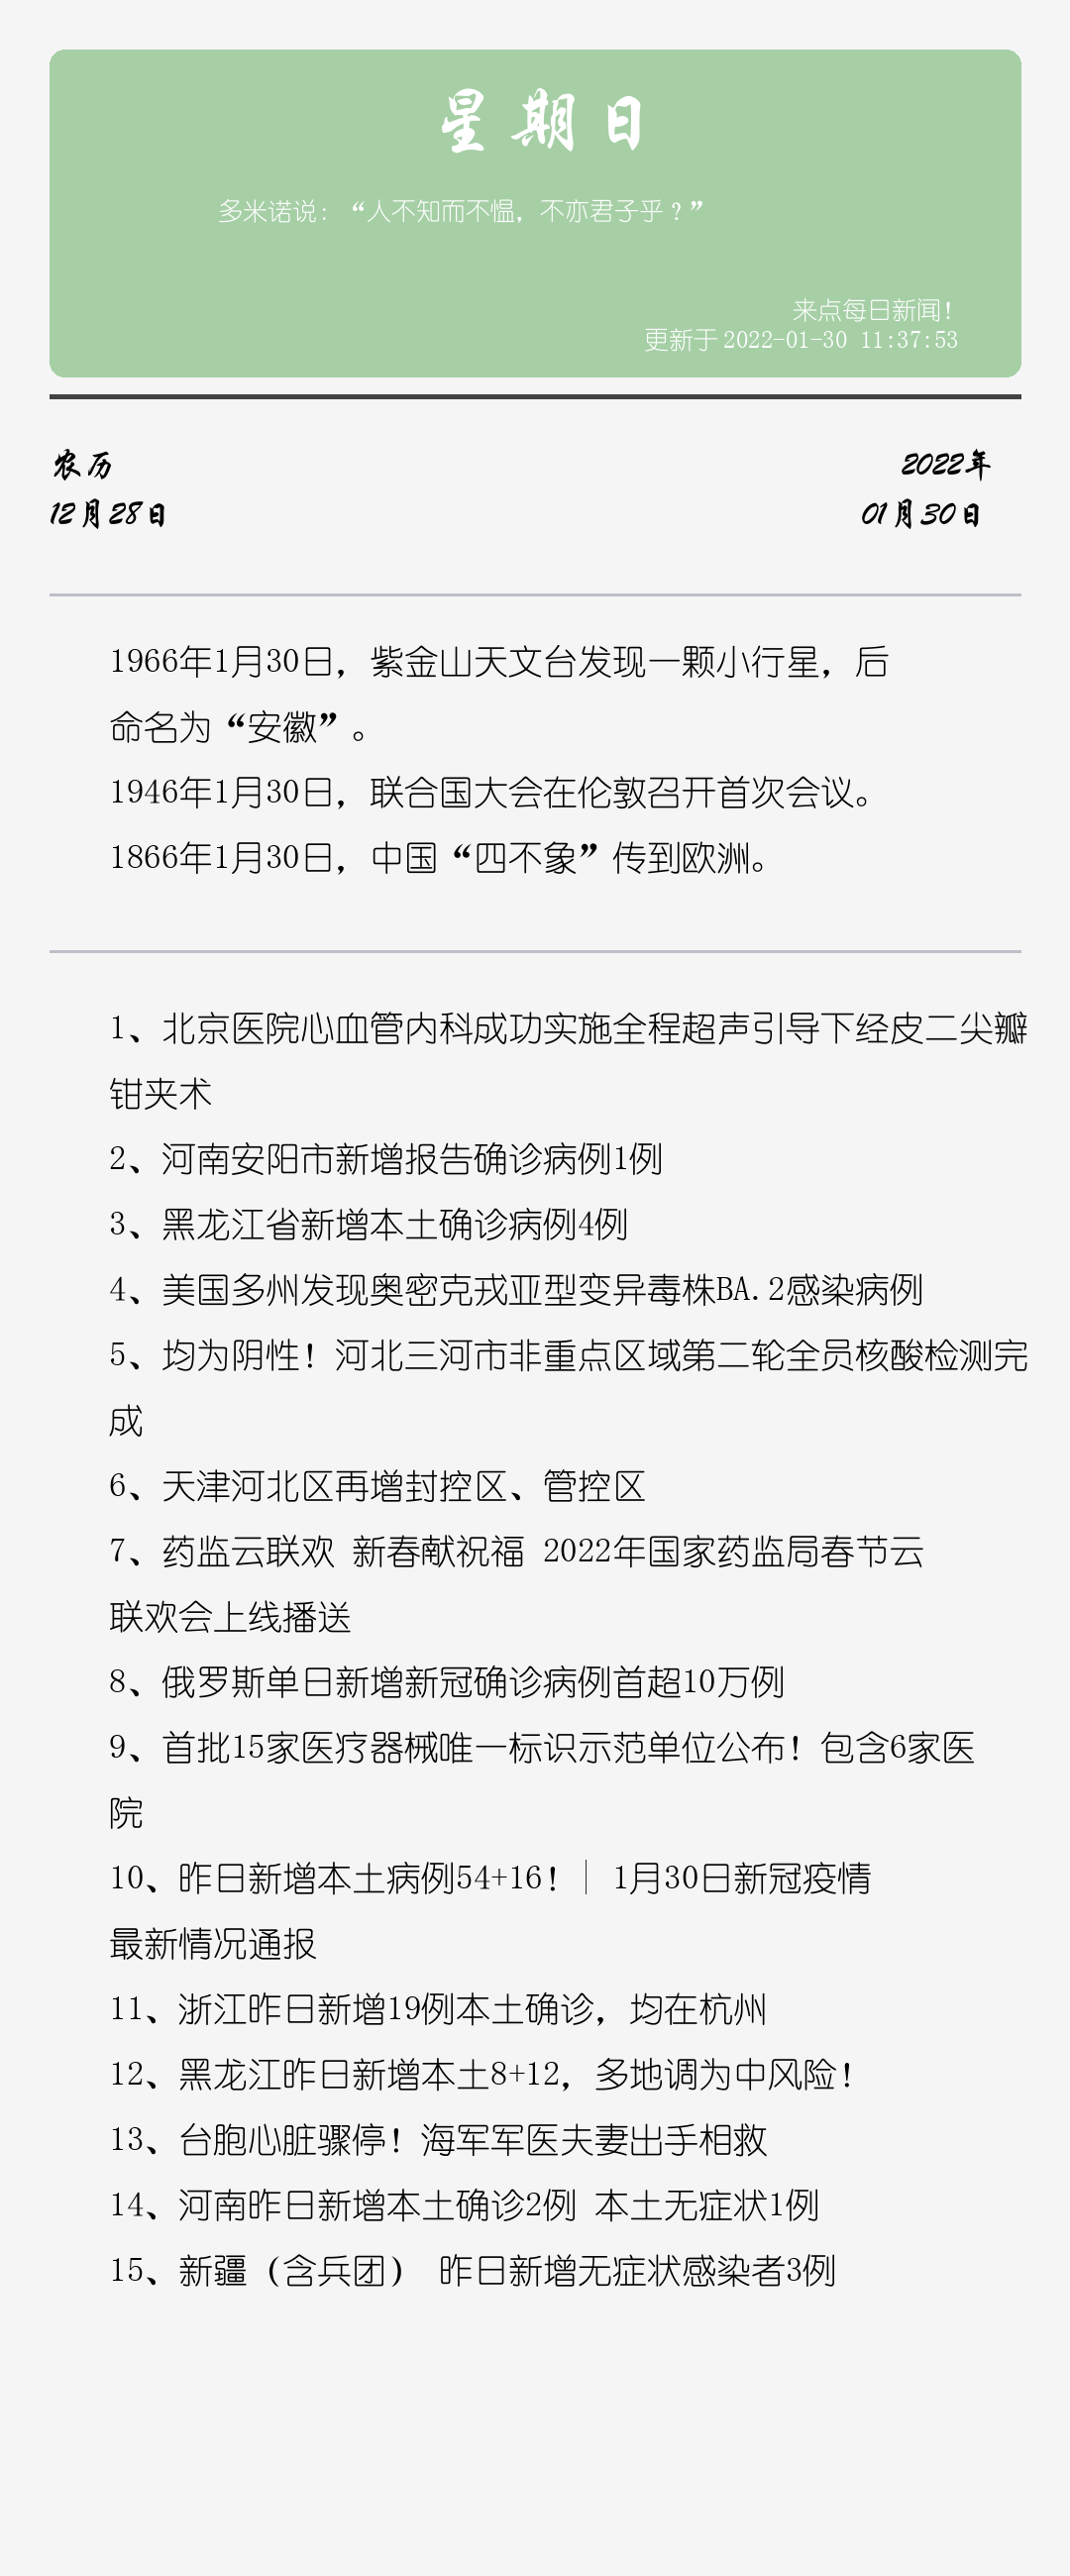 星期日
多米诺说：“人不知而不愠，不亦君子乎？”
来点每日新闻！
更新于2022-01-30 11:37:53
农历
2022年
12月28日
01月30日
1966年1月30日，紫金山天文台发现一颗小行星，后
命名为“安徽”。
1946年1月30日，联合国大会在伦敦召开首次会议。
1866年1月30日，中国“四不象”传到欧洲。
1、北京医院心血管内科成功实施全程超声引导下经皮二尖瓣
钳夹术
2、河南安阳市新增报告确诊病例1例
3、黑龙江省新增本土确诊病例4例
4、美国多州发现奥密克戎亚型变异毒株BA.2感染病例
5、均为阴性！河北三河市非重点区域第二轮全员核酸检测完
成
6、天津河北区再增封控区、管控区
7、药监云联欢 新春献祝福 2022年国家药监局春节云
联欢会上线播送
8、俄罗斯单日新增新冠确诊病例首超10万例
9、首批15家医疗器械唯一标识示范单位公布！包含6家医
院
10、昨日新增本土病例54+16！│ 1月30日新冠疫情
最新情况通报
11、浙江昨日新增19例本土确诊，均在杭州
12、黑龙江昨日新增本土8+12，多地调为中风险！
13、台胞心脏骤停！海军军医夫妻出手相救
14、河南昨日新增本土确诊2例 本土无症状1例
15、新疆（含兵团） 昨日新增无症状感染者3例